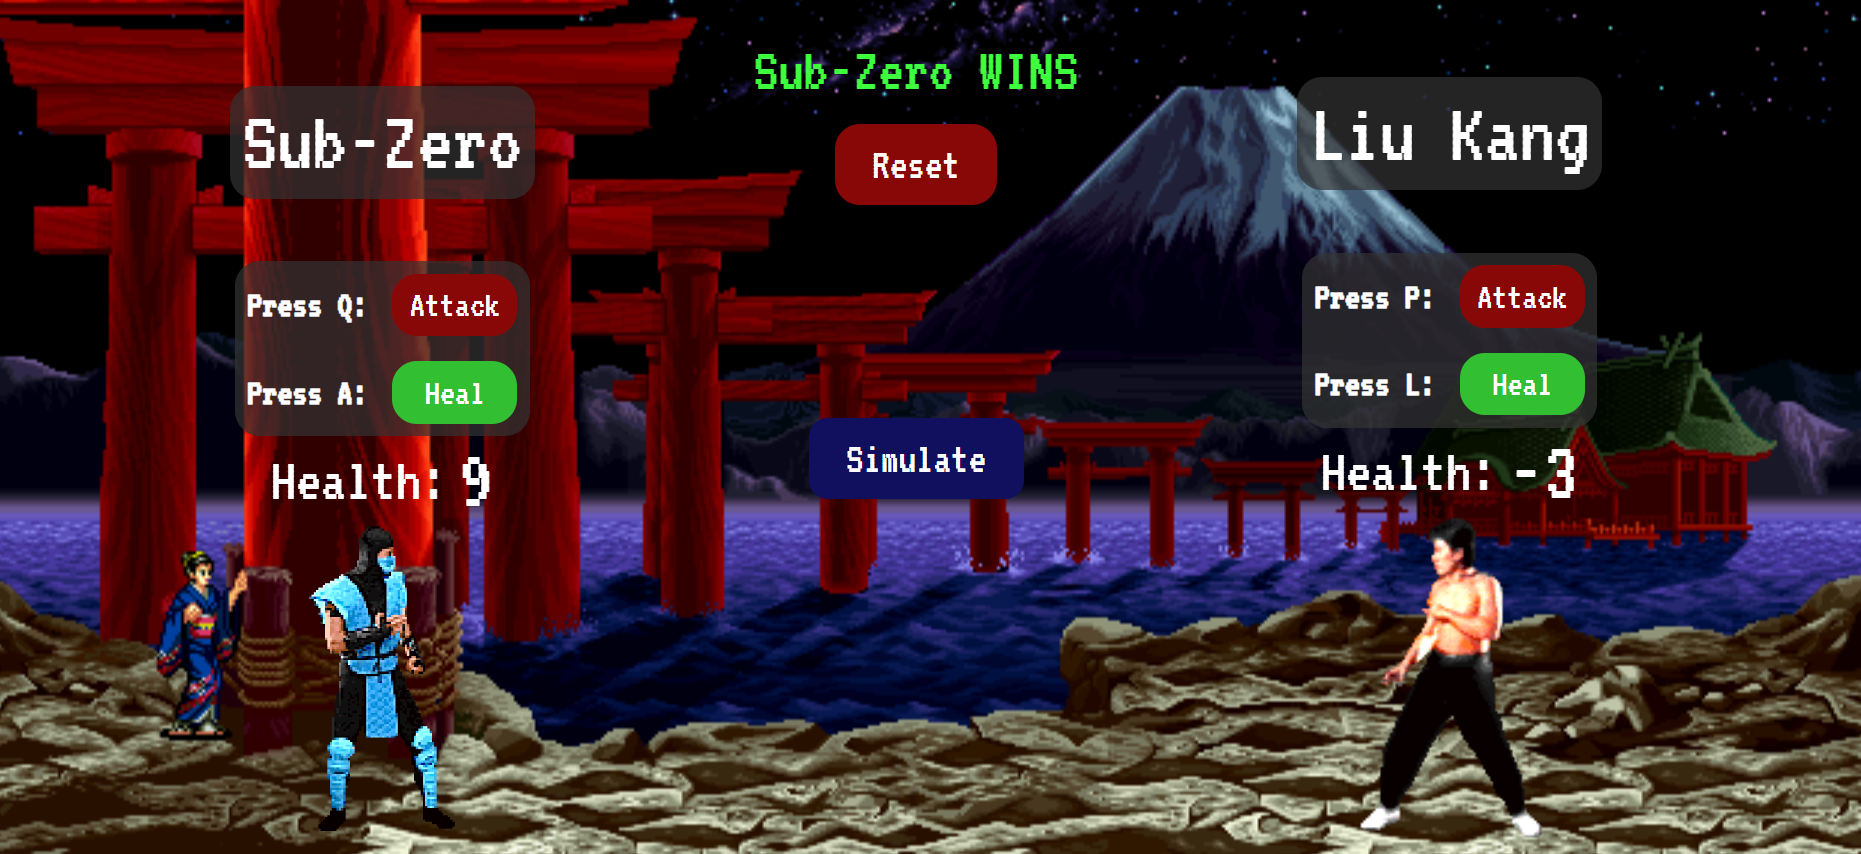 Sub-Zero WINS
Reset
Sub-Zero
Press Q: Attack
Press A: Heal
Health: 9
Simulate
Liu Kang
Press P: Attack
Press L: Heal
Health: -3